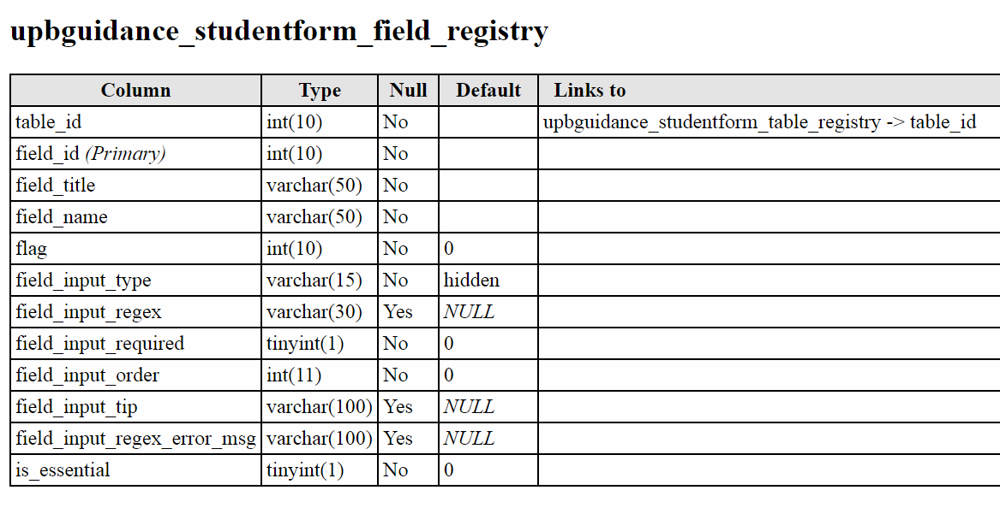 upbguidance_studentform_field_registry
Column Type Null Default Links to
table_id int(10) No upbguidance_studentform_table_registry -> table_id
field_id (Primary) int(10) No
field_title varchar(50) No
field_name varchar(50) No
flag int(10) No 0
field_input_type varchar(15) No hidden
field_input_regex varchar(30) Yes NULL
field_input_required tinyint(1) No 0
field_input_order int(11) No 0
field_input_tip varchar(100) Yes NULL
field_input_regex_error_msg varchar(100) Yes NULL
is_essential tinyint(1) No 0